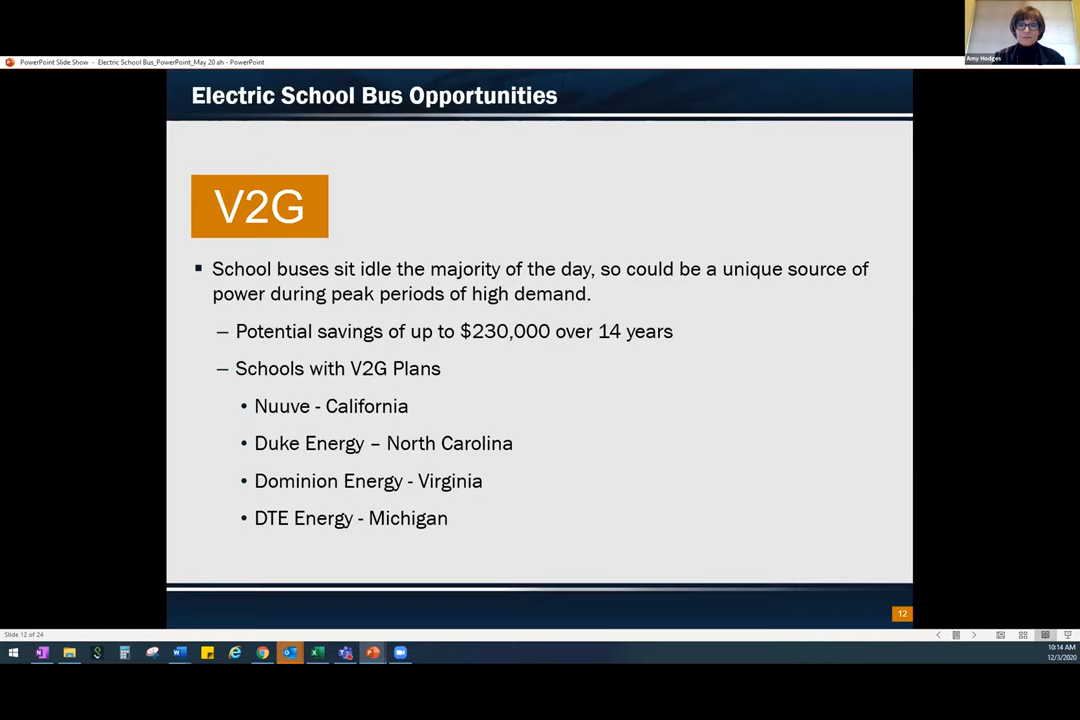 Amy Hodges
PowerPoint Slide Show - Electric School Bus_PowerPoint_May 20 ah - PowerPoint
Electric School Bus Opportunities
V2G
▪ School buses sit idle the majority of the day, so could be a unique source of
power during peak periods of high demand.
– Potential savings of up to $230,000 over 14 years
– Schools with V2G Plans
• Nuuve - California
• Duke Energy – North Carolina
• Dominion Energy - Virginia
• DTE Energy - Michigan
12
Slide 12 of 24
10:14 AM
12/3/2020